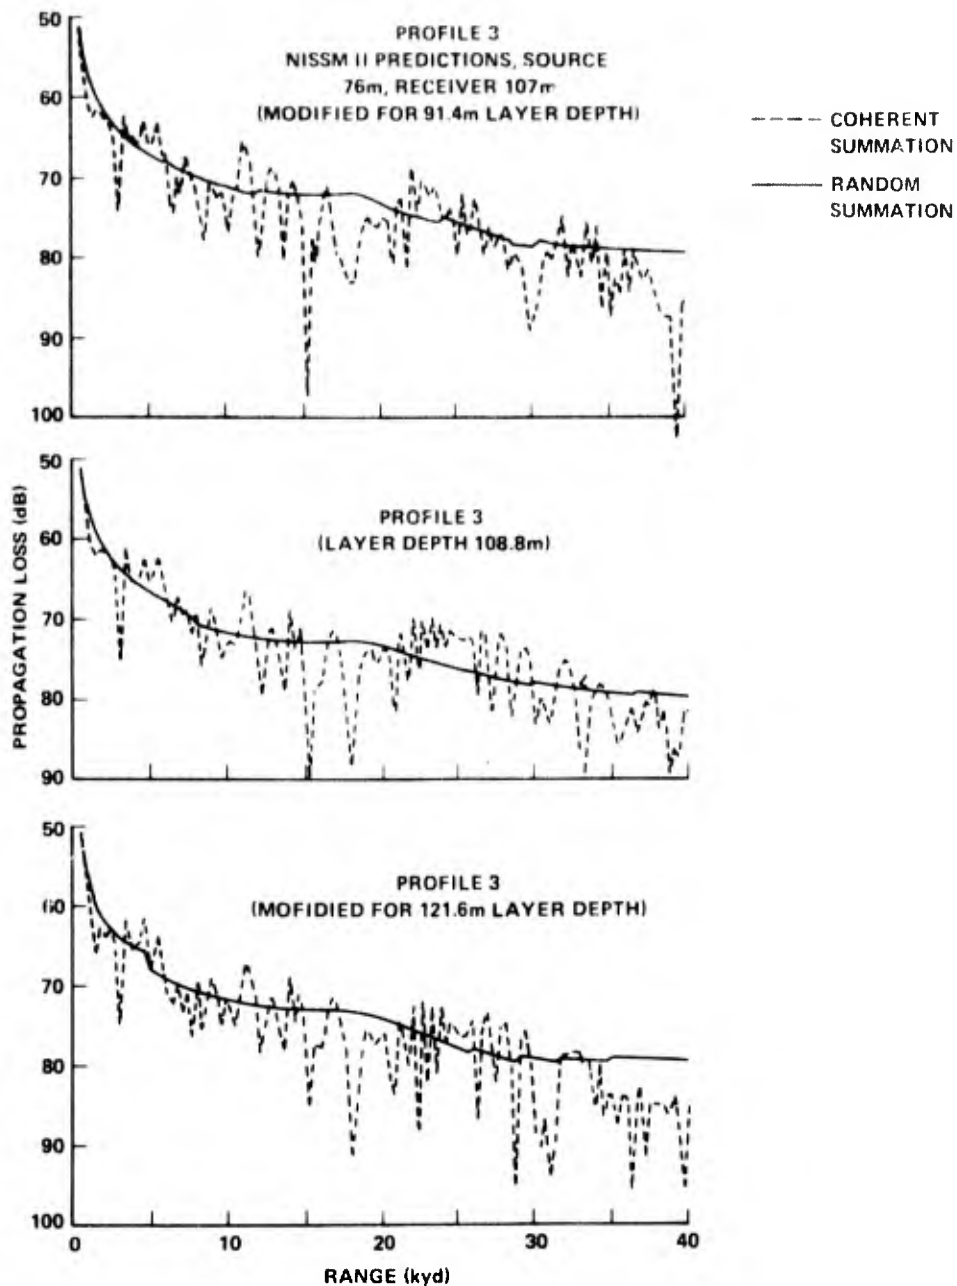 PROFILE 3
NISSM II PREDICTIONS, SOURCE
76m, RECEIVER 107m
(MODIFIED FOR 91.4m LAYER DEPTH)
COHERENT
SUMMATION
RANDOM
SUMMATION
50
60
70
80
90
100
PROFILE 3
(LAYER DEPTH 108.8m)
50
60
70
80
90
PROPAGATION LOSS (dB)
PROFILE 3
(MOFIDIED FOR 121.6m LAYER DEPTH)
50
60
70
80
90
100
0
10
20
30
40
RANGE (kyd)